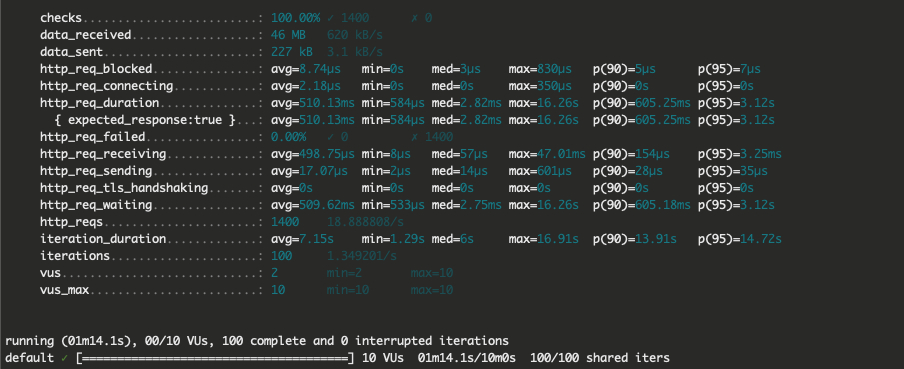 checks.........................: 100.00% ✓ 1400      ✗ 0
data_received..................: 46 MB   620 kB/s
data_sent......................: 227 kB  3.1 kB/s
http_req_blocked...............: avg=8.74µs   min=0s    med=3µs    max=830µs   p(90)=5µs      p(95)=7µs
http_req_connecting............: avg=2.18µs   min=0s    med=0s     max=350µs   p(90)=0s       p(95)=0s
http_req_duration..............: avg=510.13ms min=584µs med=2.82ms max=16.26s  p(90)=605.25ms p(95)=3.12s
{ expected_response:true }...: avg=510.13ms min=584µs med=2.82ms max=16.26s  p(90)=605.25ms p(95)=3.12s
http_req_failed................: 0.00%   ✓ 0         ✗ 1400
http_req_receiving.............: avg=498.75µs min=8µs   med=57µs   max=47.01ms p(90)=154µs    p(95)=3.25ms
http_req_sending...............: avg=17.07µs  min=2µs   med=14µs   max=601µs   p(90)=28µs     p(95)=35µs
http_req_tls_handshaking.......: avg=0s       min=0s    med=0s     max=0s      p(90)=0s       p(95)=0s
http_req_waiting...............: avg=509.62ms min=533µs med=2.75ms max=16.26s  p(90)=605.18ms p(95)=3.12s
http_reqs......................: 1400    18.888808/s
iteration_duration.............: avg=7.15s    min=1.29s med=6s     max=16.91s  p(90)=13.91s   p(95)=14.72s
iterations.....................: 100     1.349201/s
vus............................: 2       min=2       max=10
vus_max........................: 10      min=10      max=10
running (01m14.1s), 00/10 VUs, 100 complete and 0 interrupted iterations
default ✓ [======================================] 10 VUs  01m14.1s/10m0s  100/100 shared iters